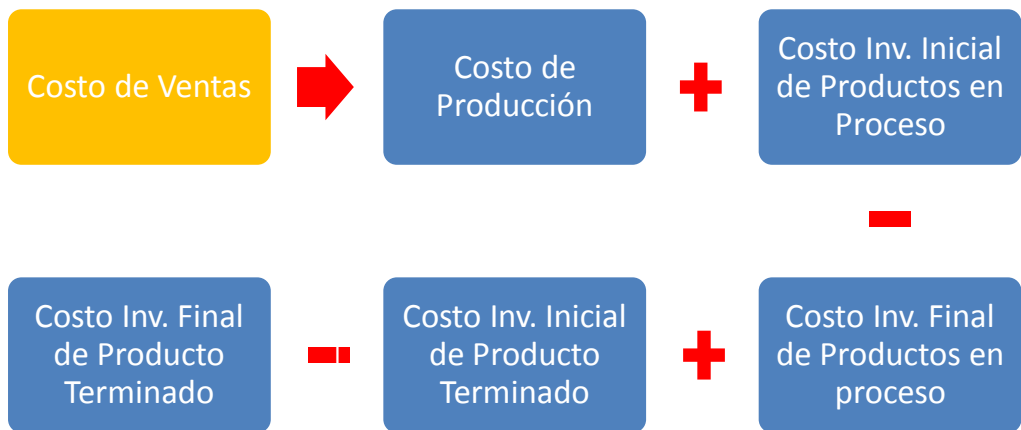 Costo de Ventas
Costo de
Producción
Costo Inv. Inicial
de Productos en
Proceso
Costo Inv. Final
de Producto
Terminado
Costo Inv. Inicial
de Producto
Terminado
Costo Inv. Final
de Productos en
proceso